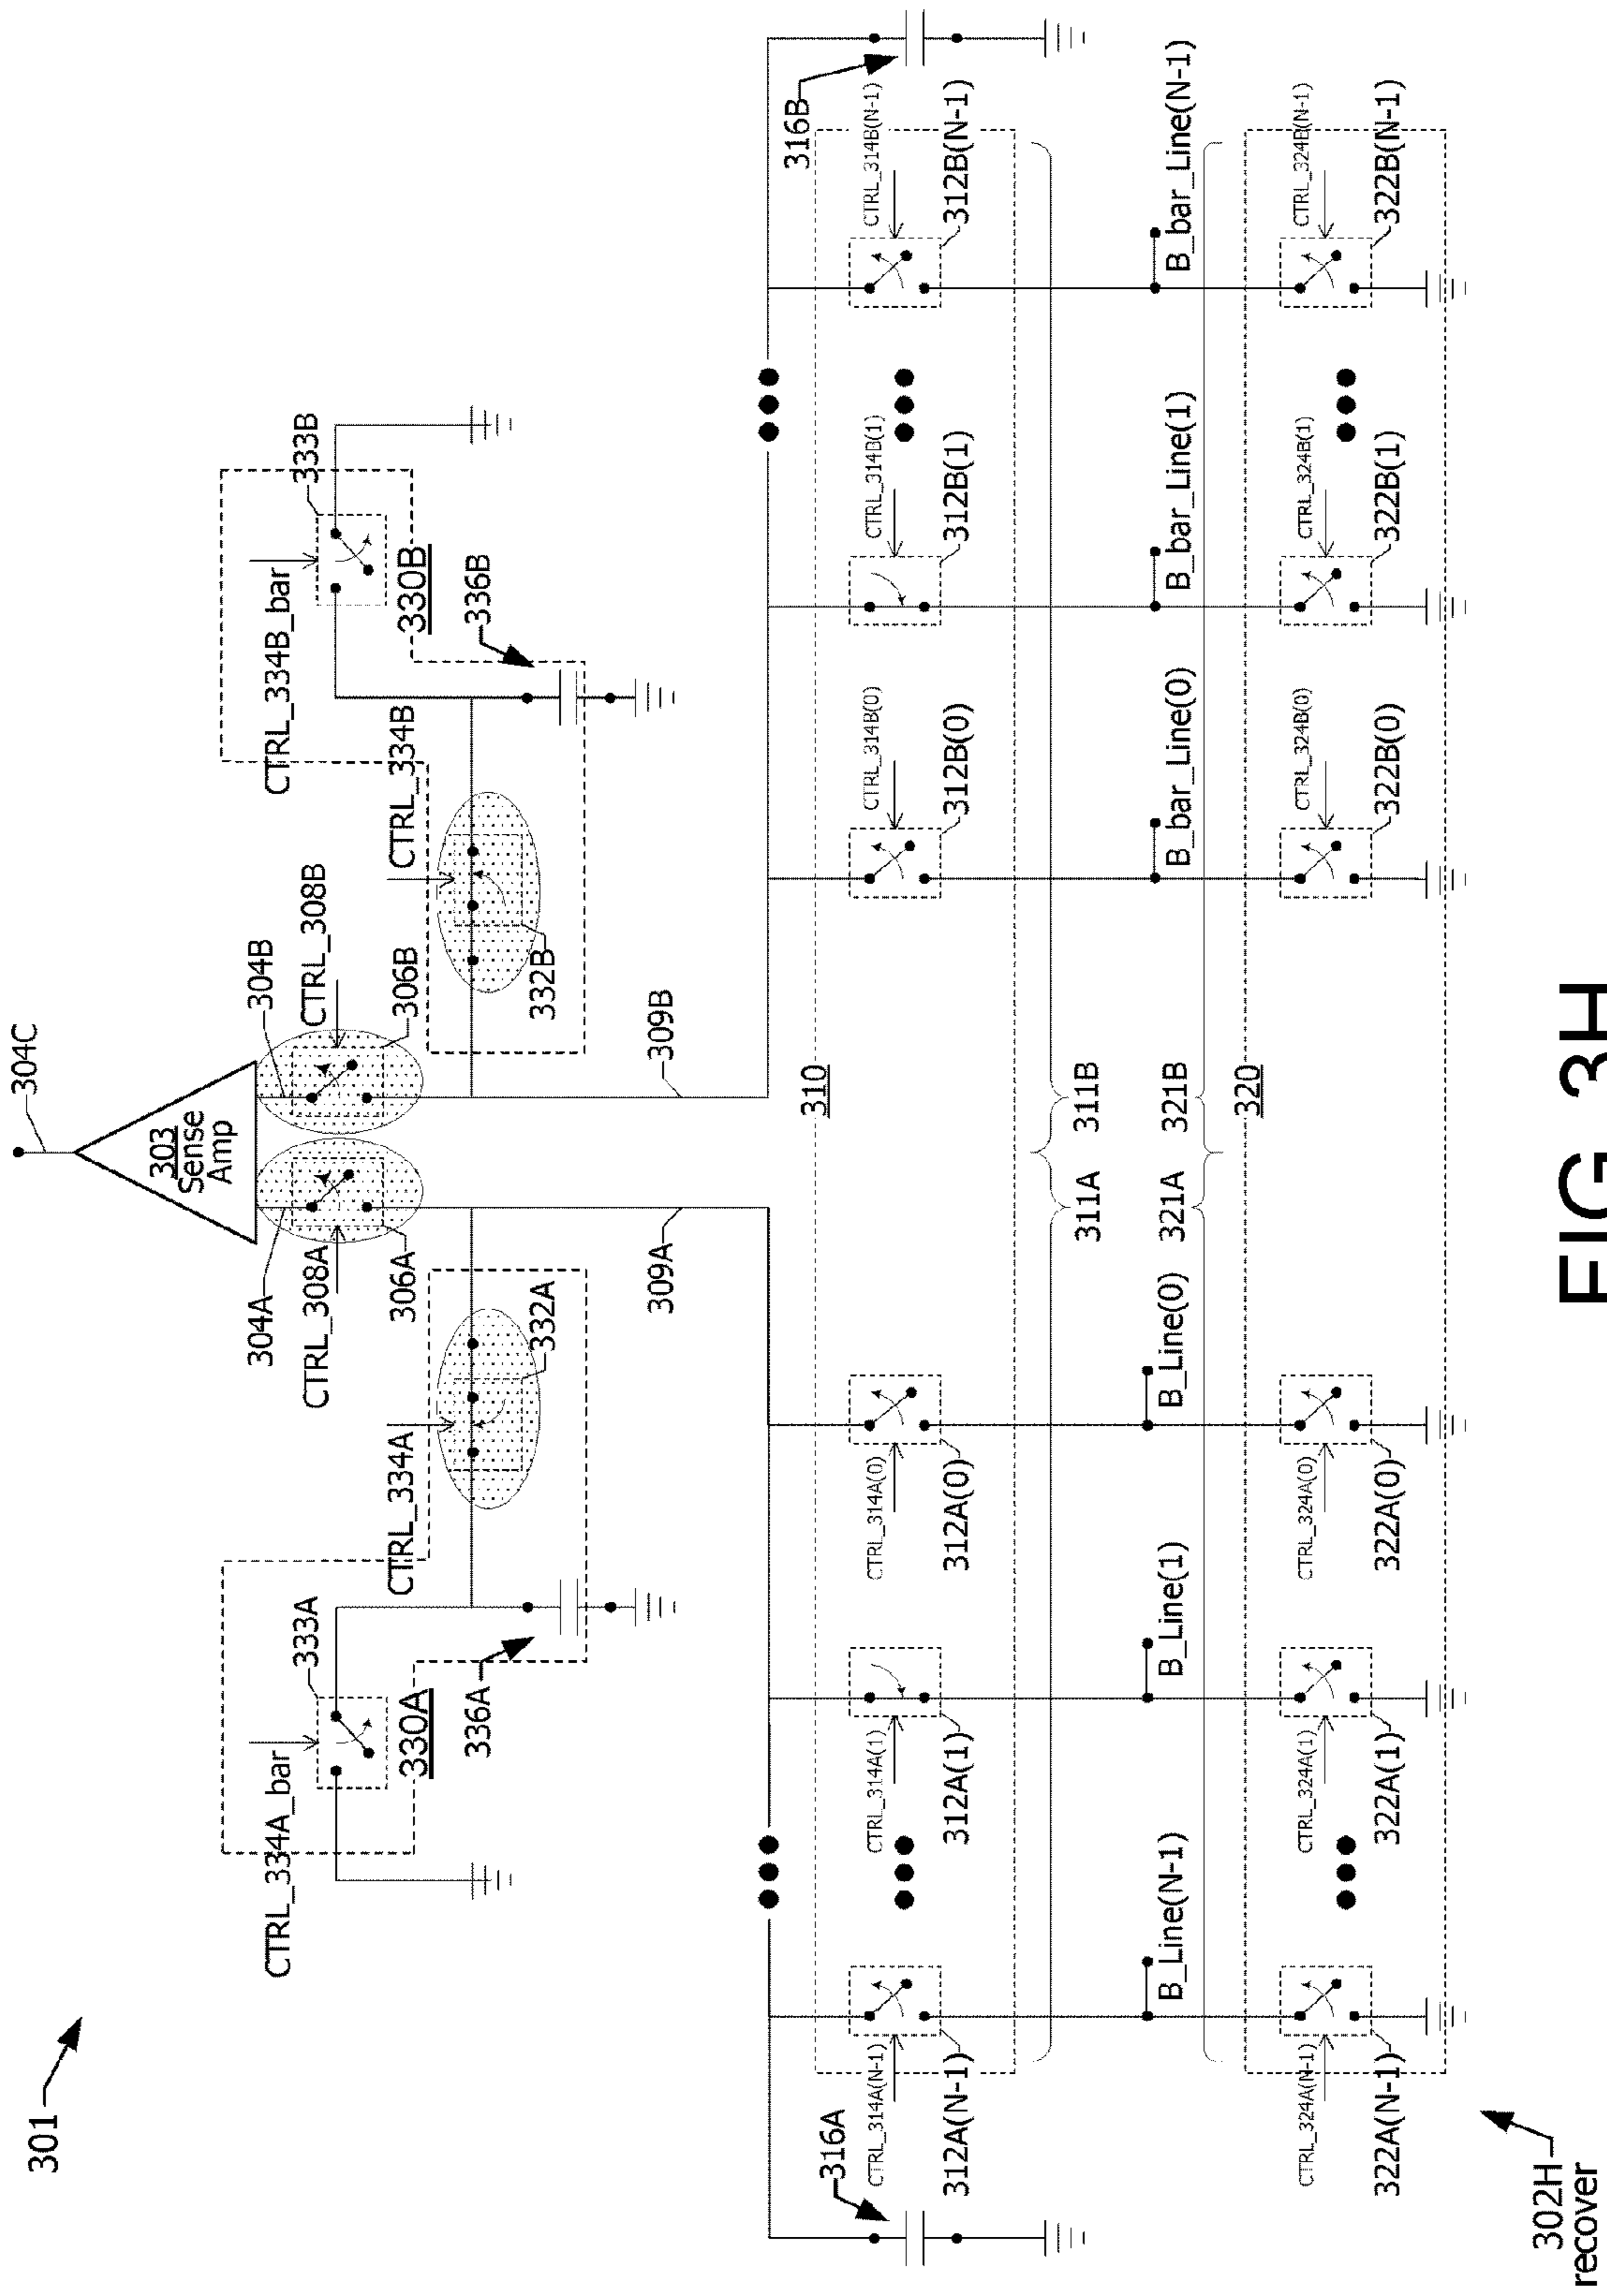 301
304C
303
Sense
Amp
304A
304B
CTRL_308A
CTRL_308B
306A
306B
CTRL_334A_bar
333A
330A
336A
CTRL_334A
332A
CTRL_334B_bar
333B
330B
336B
CTRL_334B
332B
309A
309B
316A
316B
310
CTRL_314A(N-1)
CTRL_314A(1)
CTRL_314A(0)
CTRL_314B(0)
CTRL_314B(1)
CTRL_314B(N-1)
312A(N-1)
312A(1)
312A(0)
312B(0)
312B(1)
312B(N-1)
311A
311B
B_Line(N-1)
B_Line(1)
B_Line(0)
B_bar_Line(0)
B_bar_Line(1)
B_bar_Line(N-1)
321A
321B
320
CTRL_324A(N-1)
CTRL_324A(1)
CTRL_324A(0)
CTRL_324B(0)
CTRL_324B(1)
CTRL_324B(N-1)
322A(N-1)
322A(1)
322A(0)
322B(0)
322B(1)
322B(N-1)
302H
recover
FIG. 3H